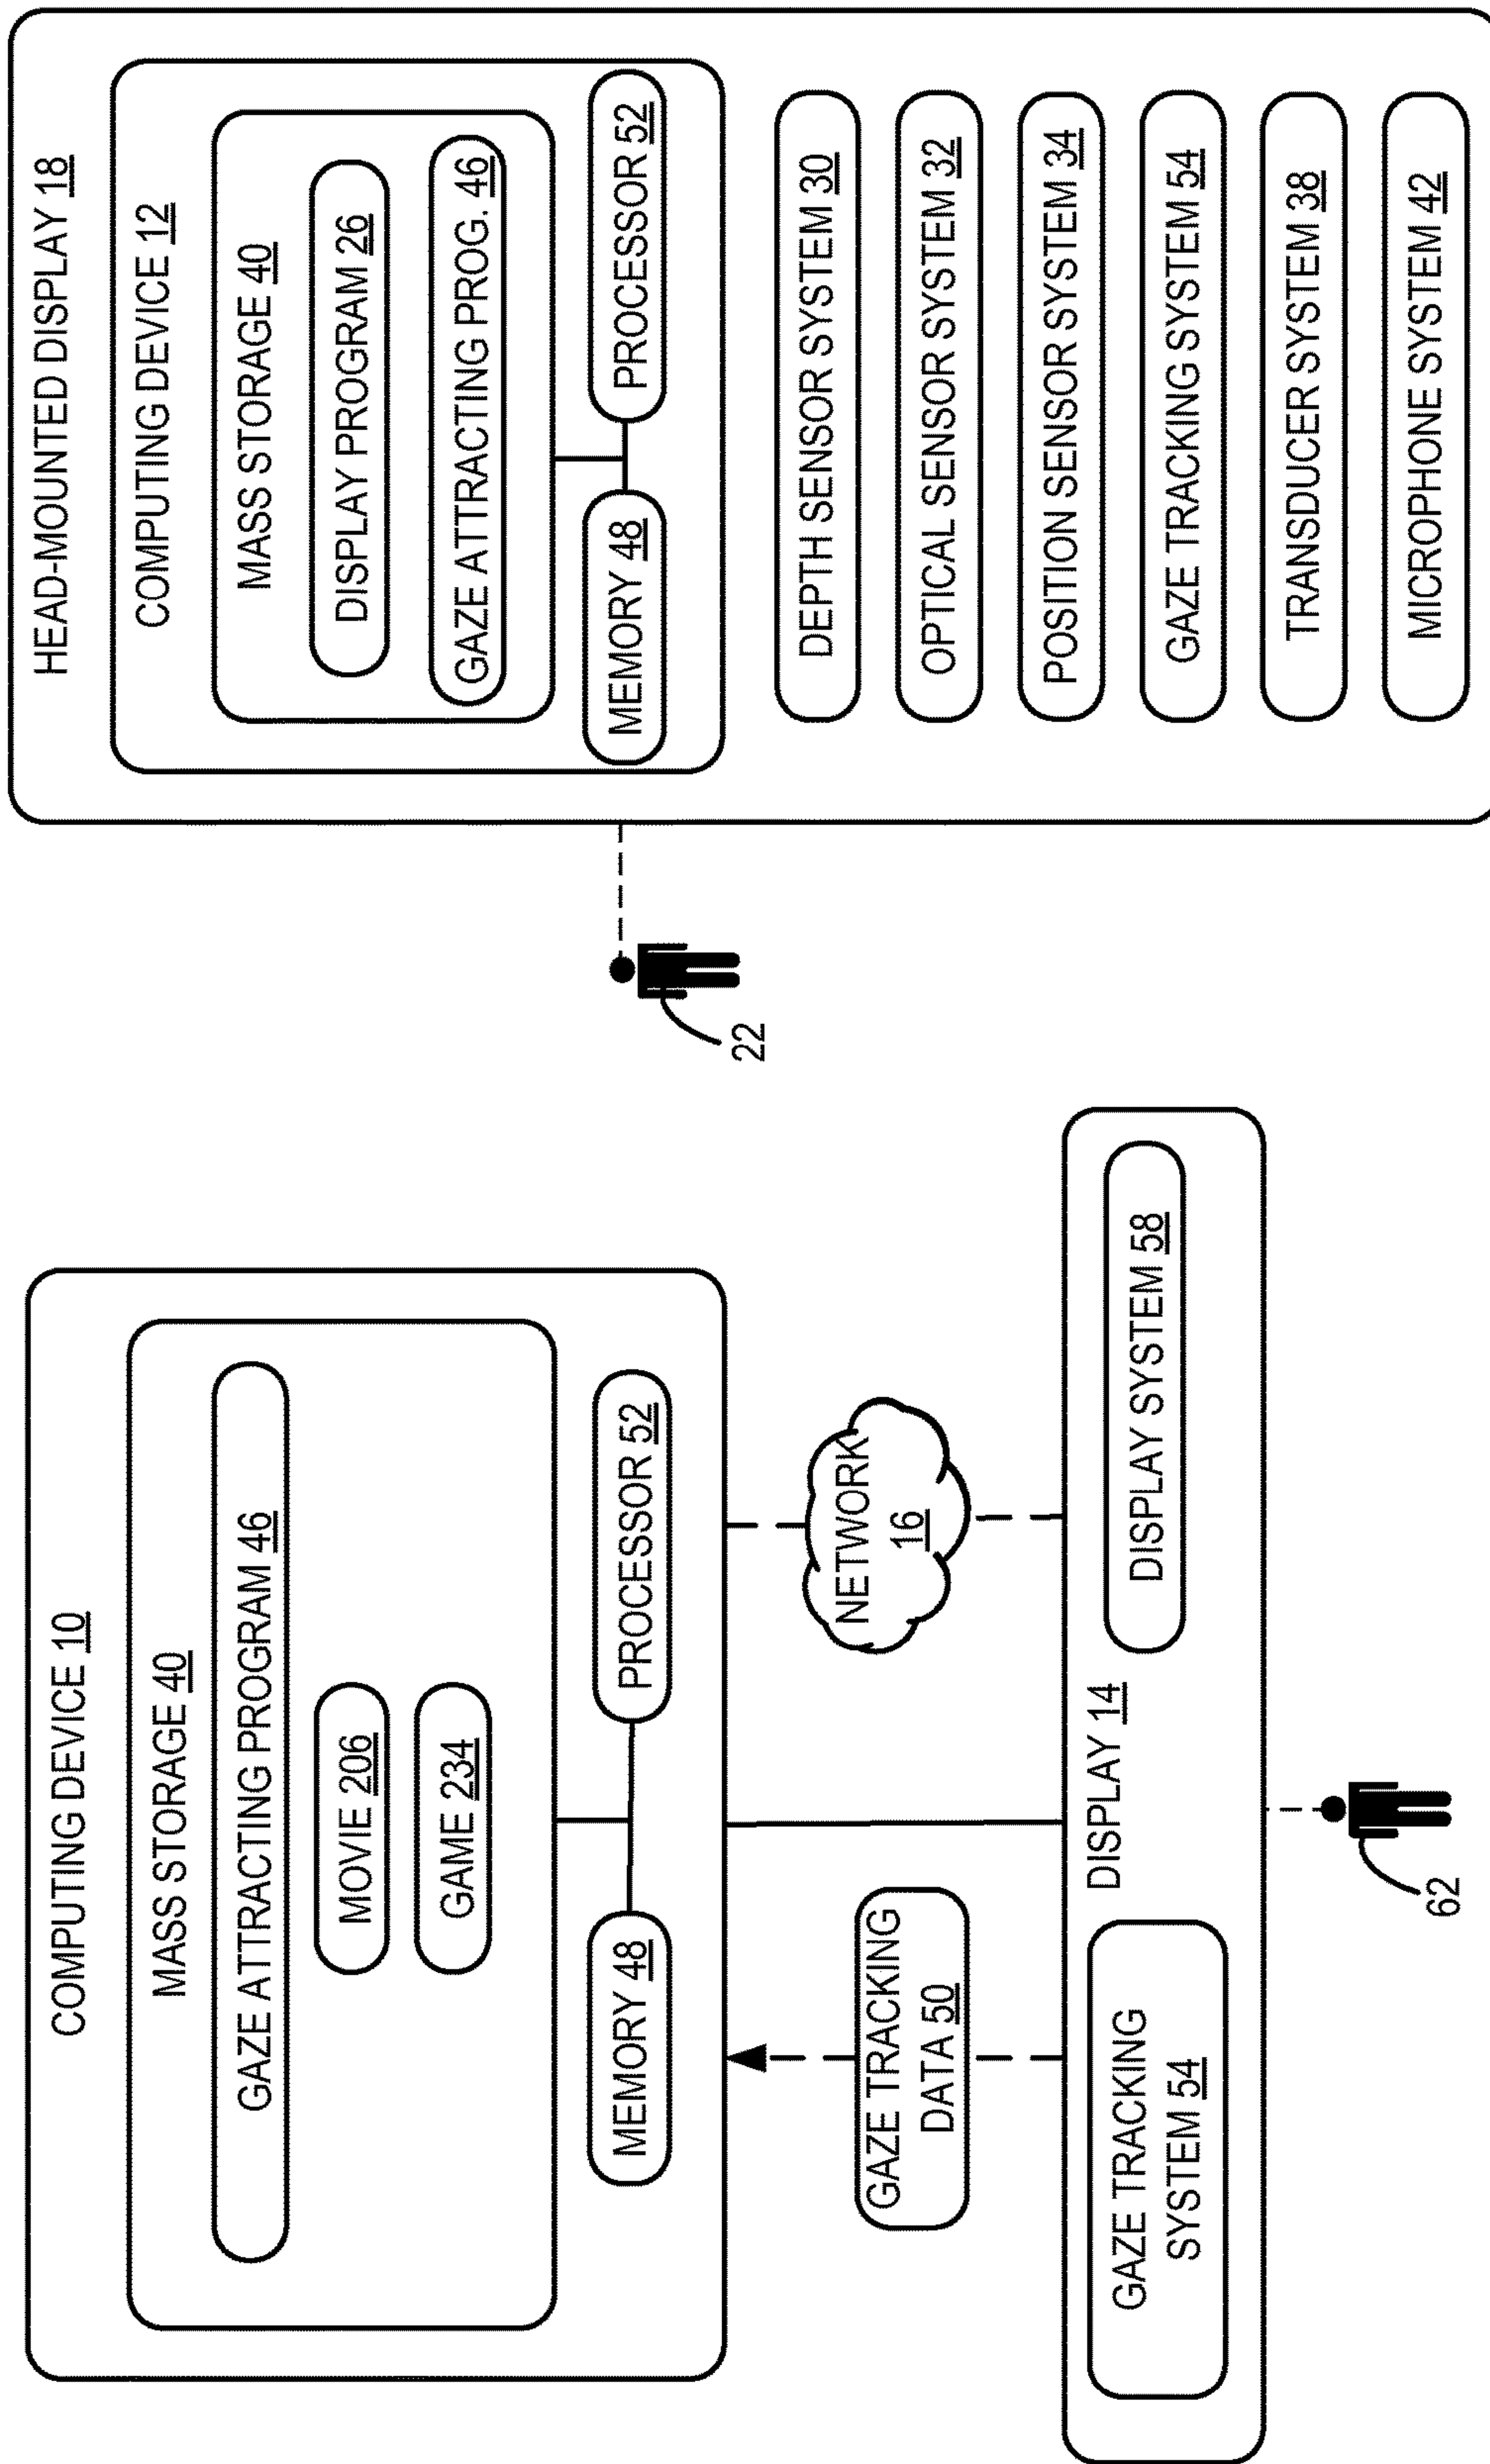 COMPUTING DEVICE 10
MASS STORAGE 40
GAZE ATTRACTING PROGRAM 46
MOVIE 206
GAME 234
MEMORY 48
PROCESSOR 52
GAZE TRACKING
DATA 50
NETWORK
16
GAZE TRACKING
SYSTEM 54
DISPLAY 14
DISPLAY SYSTEM 58
62
22
HEAD-MOUNTED DISPLAY 18
COMPUTING DEVICE 12
MASS STORAGE 40
DISPLAY PROGRAM 26
GAZE ATTRACTING PROG. 46
MEMORY 48
PROCESSOR 52
DEPTH SENSOR SYSTEM 30
OPTICAL SENSOR SYSTEM 32
POSITION SENSOR SYSTEM 34
GAZE TRACKING SYSTEM 54
TRANSDUCER SYSTEM 38
MICROPHONE SYSTEM 42